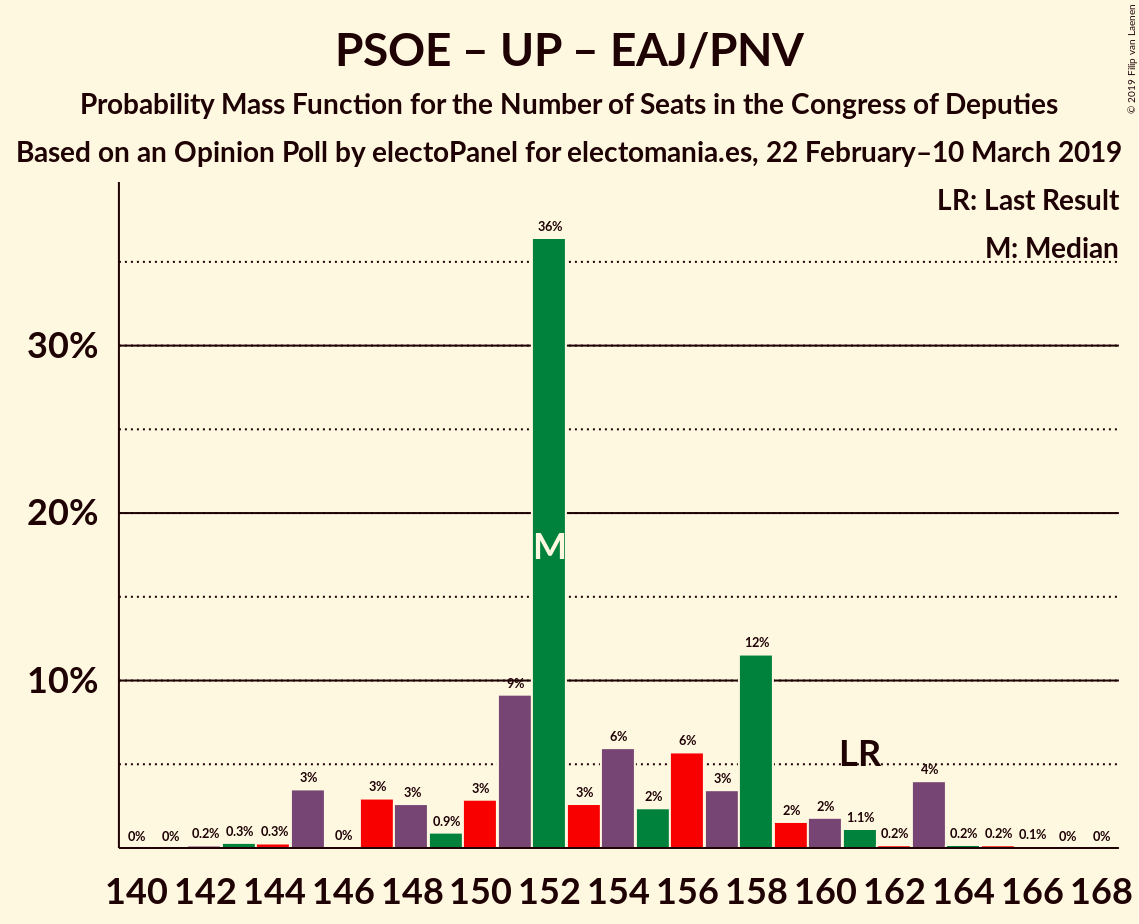 PSOE – UP – EAJ/PNV
Probability Mass Function for the Number of Seats in the Congress of Deputies
Based on an Opinion Poll by electoPanel for electomania.es, 22 February–10 March 2019
© 2019 Filip van Laenen
LR: Last Result
M: Median
30%
20%
10%
0% 0% 0.2% 0.3% 0.3% 3% 0% 3% 3% 0.9% 3% 9% 36% 3% 6% 2% 6% 3% 12% 2% 2% 1.1% 0.2% 4% 0.2% 0.2% 0.1% 0% 0%
M
LR
140 142 144 146 148 150 152 154 156 158 160 162 164 166 168